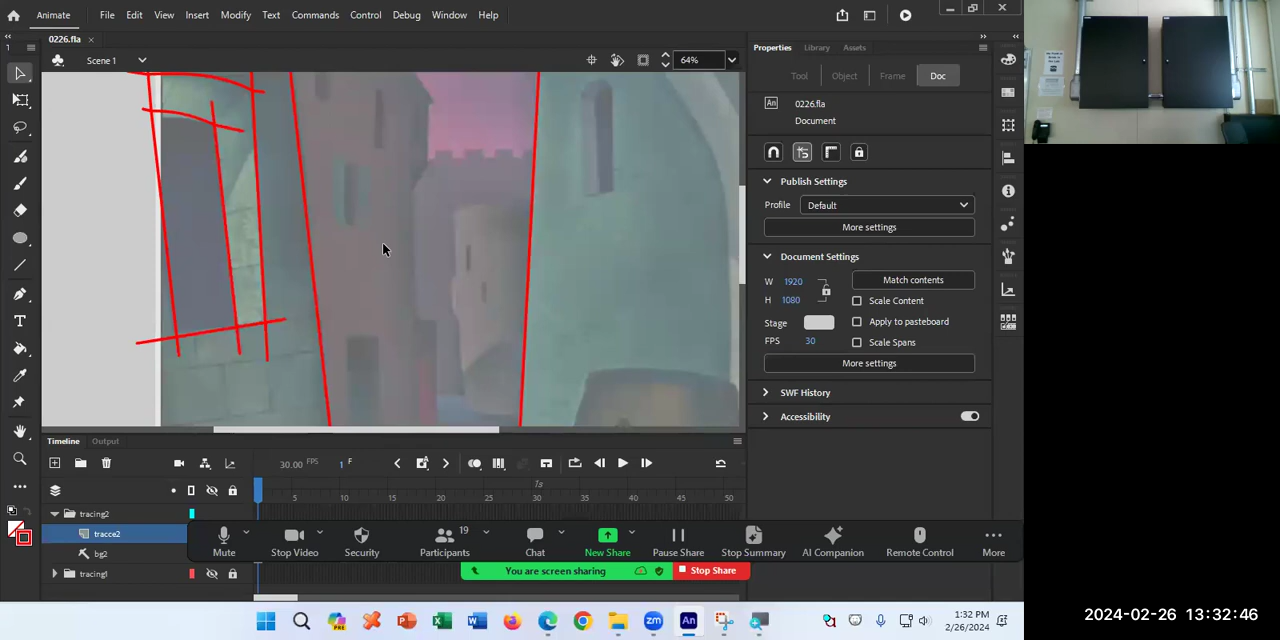 Animate
File Edit View Insert Modify Text Commands Control Debug Window Help
0226.fla
Scene 1
64%
Properties Library Assets
Tool Object Frame Doc
An 0226.fla
Document
Publish Settings
Profile Default
More settings
Document Settings
W 1920 Match contents
H 1080 Scale Content
Stage Apply to pasteboard
FPS 30 Scale Spans
More settings
SWF History
Accessibility
Timeline Output
30.00 FPS 1 F
1s
5 10 15 20 25 30 35 40 45 50
tracing2
tracce2
bg2
tracing1
Mute Stop Video Security Participants 19 Chat New Share Pause Share Stop Summary AI Companion Remote Control More
You are screen sharing Stop Share
1:32 PM
2/26/2024
2024-02-26 13:32:46